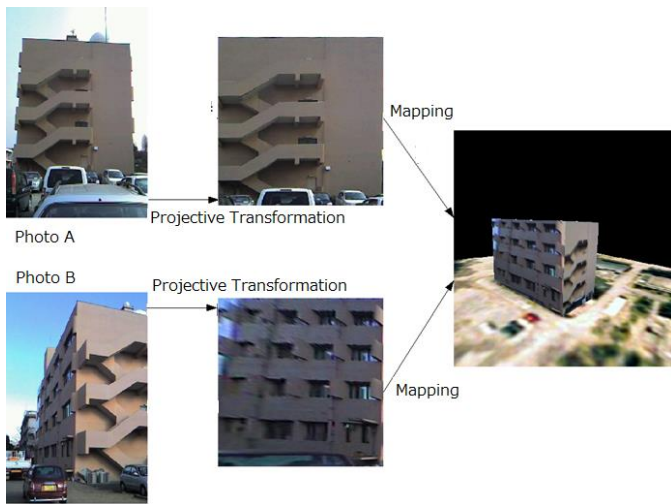 Mapping
Projective Transformation
Photo A
Photo B
Projective Transformation
Mapping